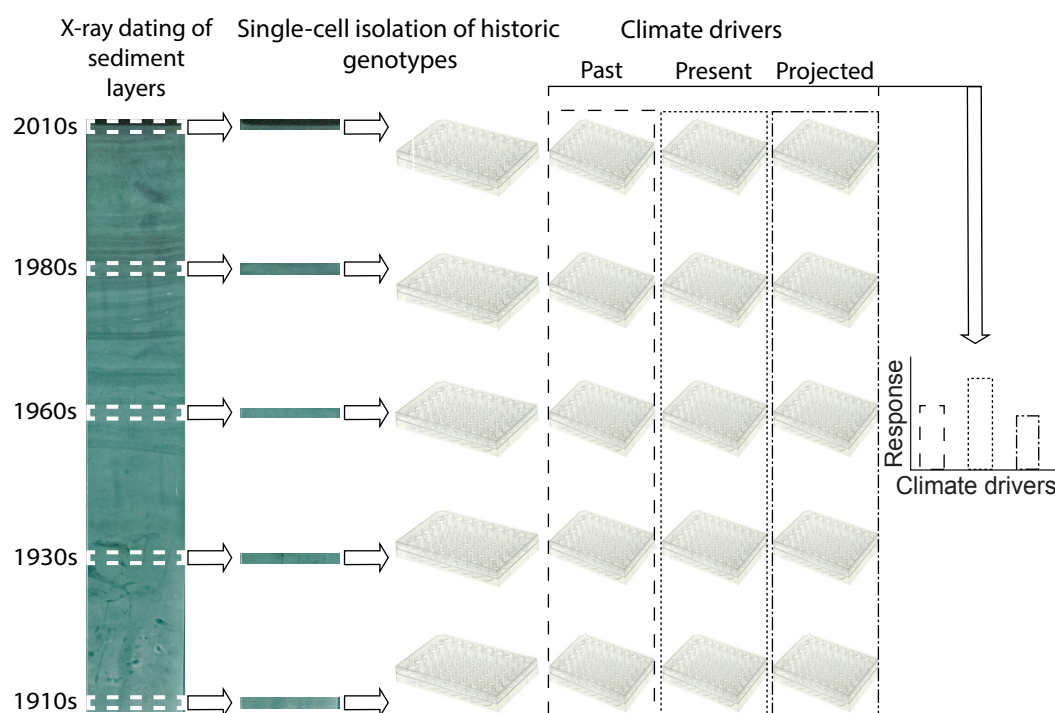 X-ray dating of
sediment
layers
Single-cell isolation of historic
genotypes
Climate drivers
Past
Present
Projected
2010s
1980s
1960s
1930s
1910s
Response
Climate drivers